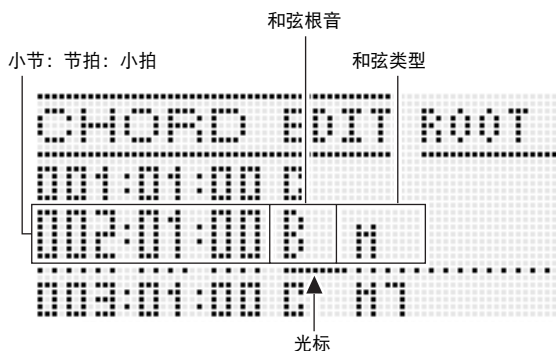 和弦根音
小节：节拍：小拍
和弦类型
CHORD EDIT ROOT
001:01:00 C
002:01:00 B m
003:01:00 C M7
光标